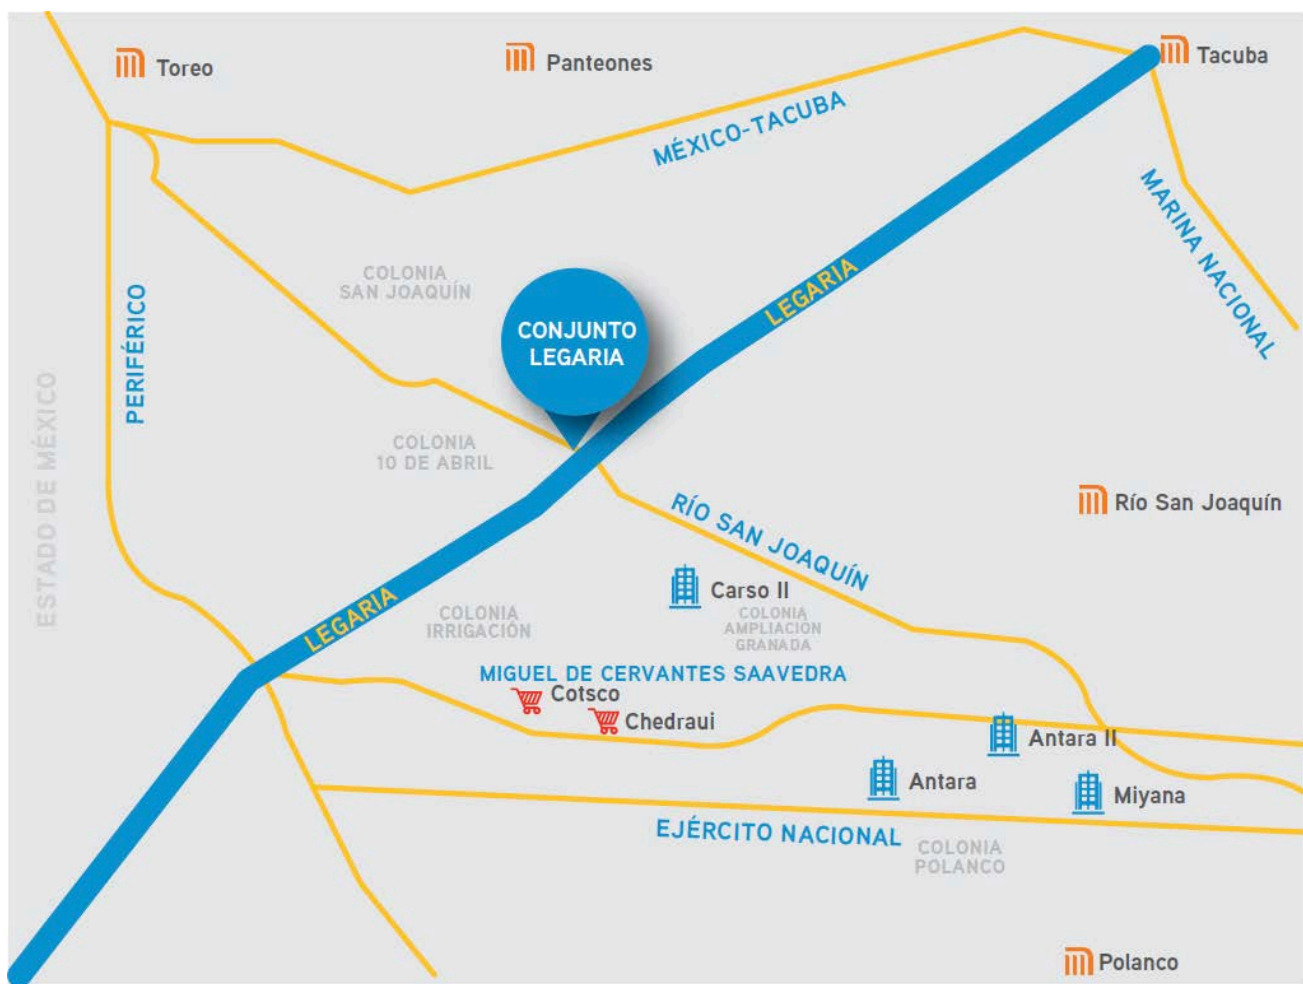 Toreo
Panteones
Tacuba
MÉXICO-TACUBA
MARINA NACIONAL
COLONIA
SAN JOAQUÍN
LEGARIA
PERIFÉRICO
CONJUNTO
LEGARIA
ESTADO DE MÉXICO
COLONIA
10 DE ABRIL
Río San Joaquín
RÍO SAN JOAQUÍN
Carso II
LEGARIA
COLONIA
IRRIGACIÓN
COLONIA
AMPLIACION
GRANADA
MIGUEL DE CERVANTES SAAVEDRA
Cotsco
Chedraui
Antara II
Antara
Miyana
EJÉRCITO NACIONAL
COLONIA
POLANCO
Polanco